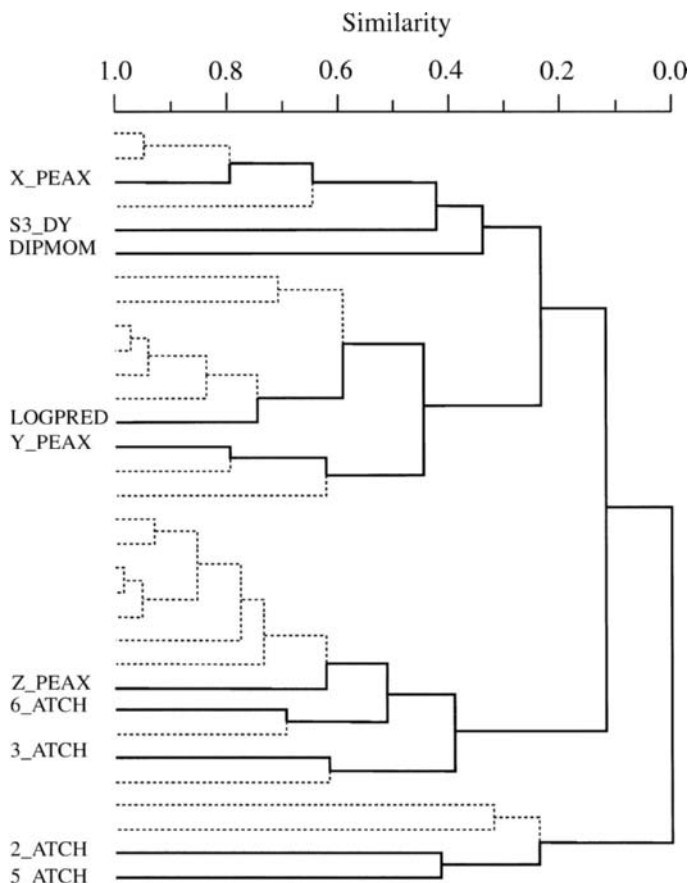 Similarity
1.0 0.8 0.6 0.4 0.2 0.0
X_PEAX
S3_DY
DIPMOM
LOGPRED
Y_PEAX
Z_PEAX
6_ATCH
3_ATCH
2_ATCH
5_ATCH